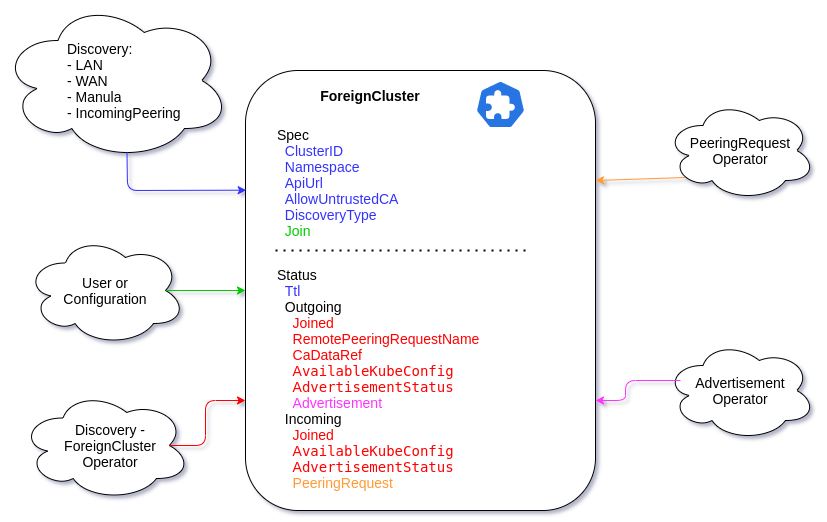 Discovery:
- LAN
- WAN
- Manula
- IncomingPeering
User or
Configuration
Discovery -
ForeignCluster
Operator
ForeignCluster
Spec
ClusterID
Namespace
ApiUrl
AllowUntrustedCA
DiscoveryType
Join
Status
Ttl
Outgoing
Joined
RemotePeeringRequestName
CaDataRef
AvailableKubeConfig
AdvertisementStatus
Advertisement
Incoming
Joined
AvailableKubeConfig
AdvertisementStatus
PeeringRequest
PeeringRequest
Operator
Advertisement
Operator